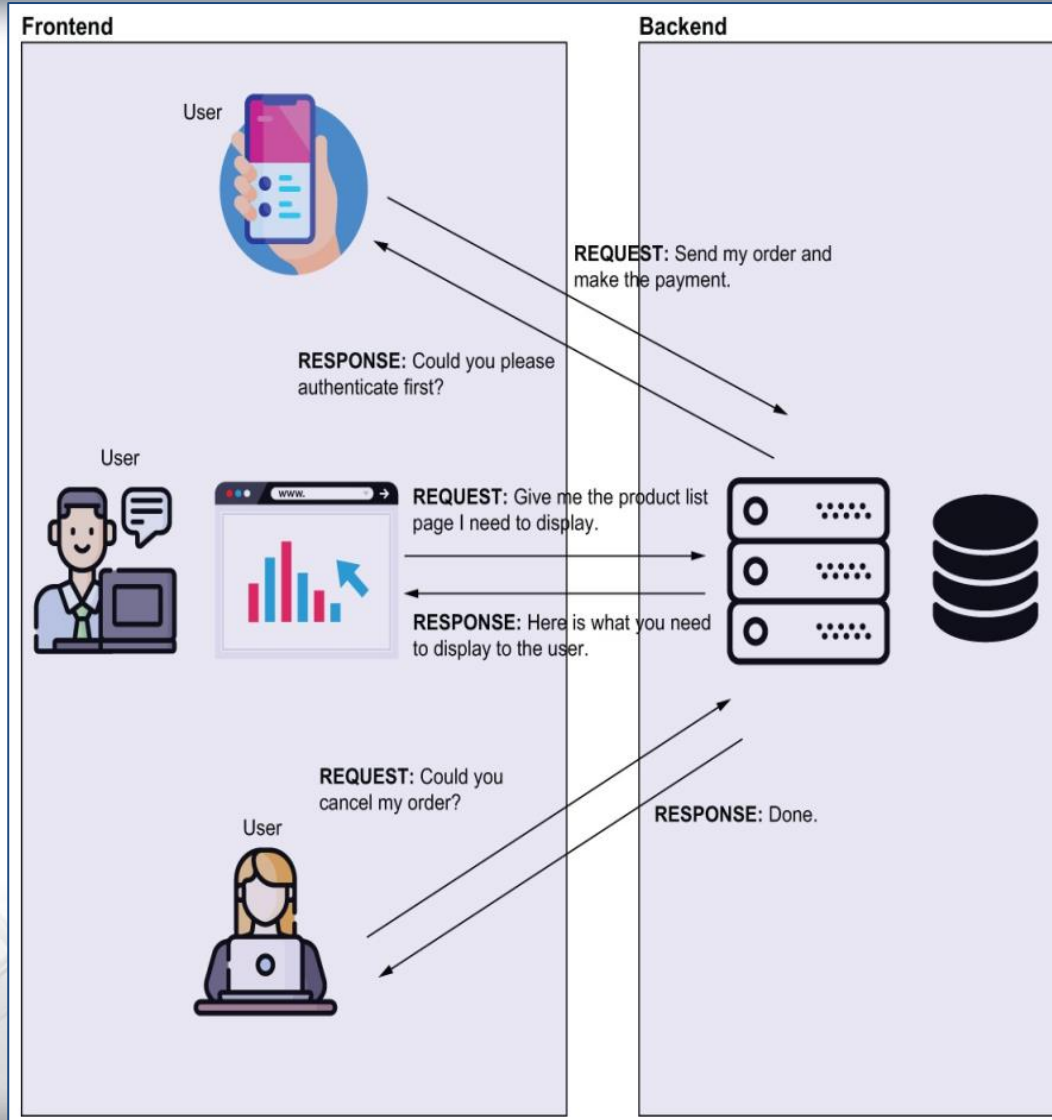 Frontend
Backend
User
REQUEST: Send my order and
make the payment.
RESPONSE: Could you please
authenticate first?
User
www.
REQUEST: Give me the product list
page I need to display.
RESPONSE: Here is what you need
to display to the user.
REQUEST: Could you
cancel my order?
RESPONSE: Done.
User